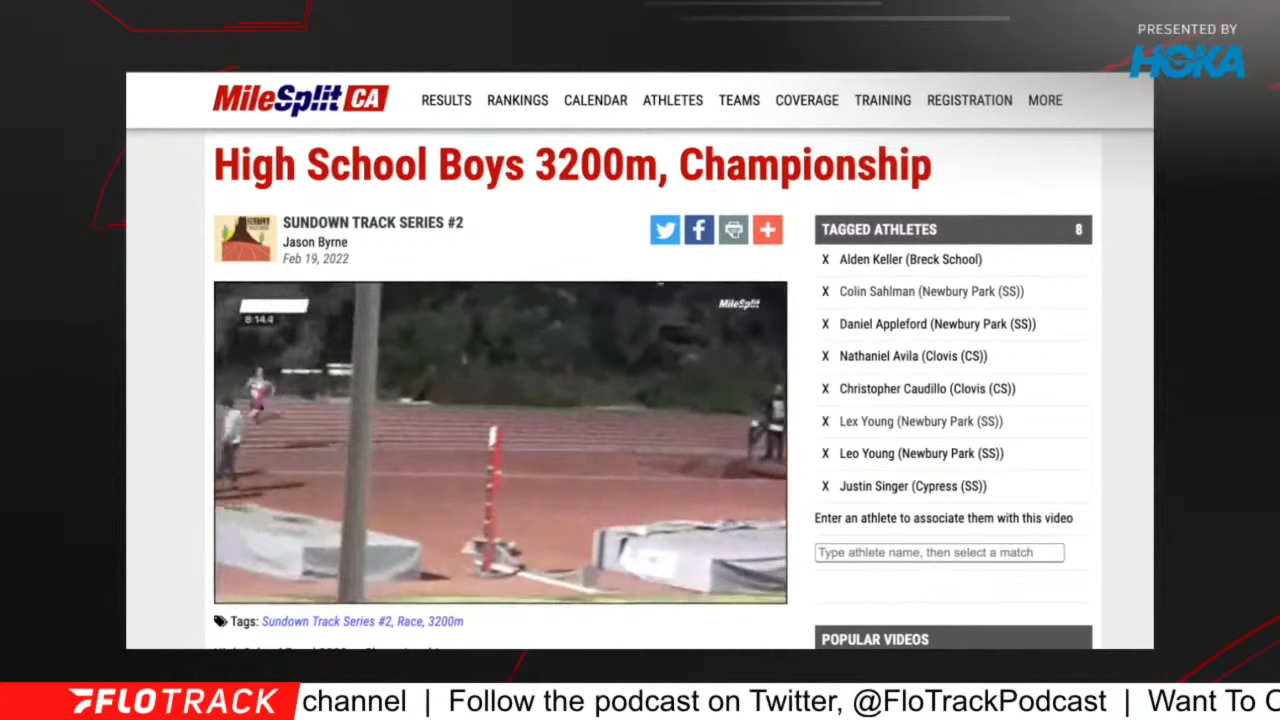 PRESENTED BY
HOKA
MileSplit CA
RESULTS RANKINGS CALENDAR ATHLETES TEAMS COVERAGE TRAINING REGISTRATION MORE
High School Boys 3200m, Championship
SUNDOWN TRACK SERIES #2
Jason Byrne
Feb 19, 2022
MileSplit
8:14.4
Tags: Sundown Track Series #2, Race, 3200m
TAGGED ATHLETES 8
X Alden Keller (Breck School)
X Colin Sahlman (Newbury Park (SS))
X Daniel Appleford (Newbury Park (SS))
X Nathaniel Avila (Clovis (CS))
X Christopher Caudillo (Clovis (CS))
X Lex Young (Newbury Park (SS))
X Leo Young (Newbury Park (SS))
X Justin Singer (Cypress (SS))
Enter an athlete to associate them with this video
Type athlete name, then select a match
POPULAR VIDEOS
FLOTRACK channel | Follow the podcast on Twitter, @FloTrackPodcast | Want To